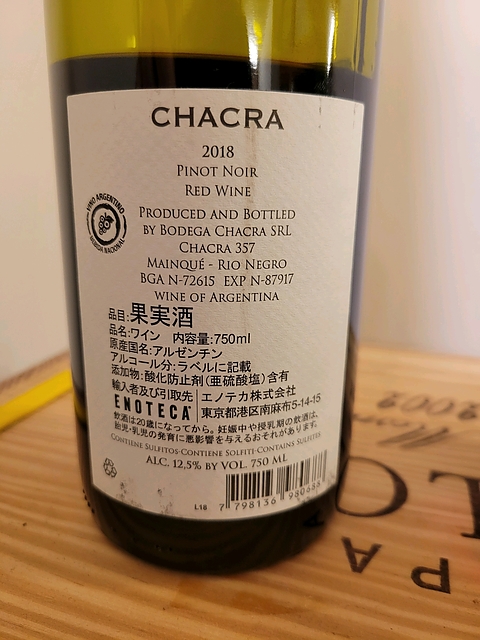 CHACRA
2018
PINOT NOIR
RED WINE
VINO ARGENTINO
BEBIDA NACIONAL
PRODUCED AND BOTTLED
BY BODEGA CHACRA SRL
CHACRA 357
MAINQUÉ - RIO NEGRO
BGA N-72615 EXP N-87917
WINE OF ARGENTINA
品目:果実酒
品名:ワイン 内容量:750ml
原産国名:アルゼンチン
アルコール分:ラベルに記載
添加物:酸化防止剤(亜硫酸塩)含有
輸入者及び引取先 エノテカ株式会社
ENOTECA 東京都港区南麻布5-14-15
飲酒は20歳になってから。妊娠中や授乳期の飲酒は、
胎児・乳児の発育に悪影響を与えるおそれがあります。
CONTIENE SULFITOS-CONTIENE SOLFITI-CONTAINS SULFITES
ALC. 12,5% BY VOL. 750 ML
L18 7 798136 980686
2002
PA